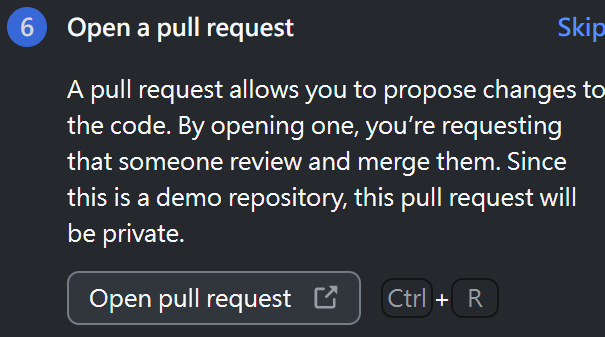 6 Open a pull request Skip
A pull request allows you to propose changes to
the code. By opening one, you’re requesting
that someone review and merge them. Since
this is a demo repository, this pull request will
be private.
Open pull request Ctrl + R